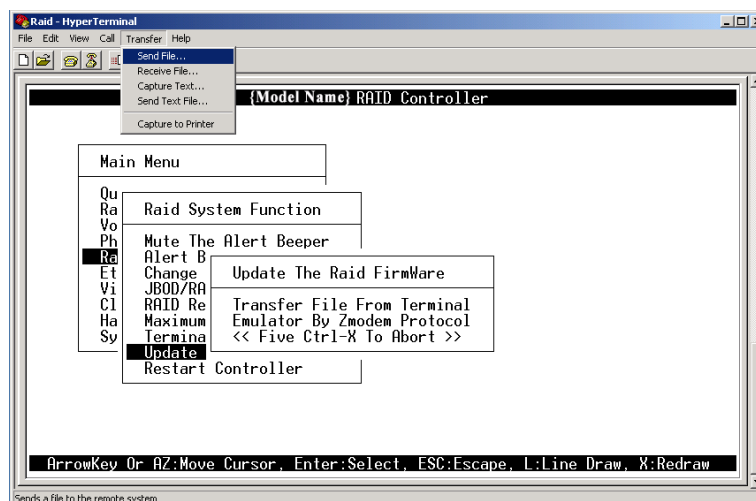 Raid - HyperTerminal
File Edit View Call Transfer Help
Send File...
Receive File...
Capture Text...
Send Text File...
Capture to Printer
{Model Name} RAID Controller
Main Menu
Qu
Ra
Vo
Ph
Ra
Et
Vi
Cl
Ha
Sy
Raid System Function
Mute The Alert Beeper
Alert B
Change
JBOD/RA
RAID Re
Maximum
Termina
Update
Restart Controller
Update The Raid FirmWare
Transfer File From Terminal
Emulator By Zmodem Protocol
<< Five Ctrl-X To Abort >>
ArrowKey Or AZ:Move Cursor, Enter:Select, ESC:Escape, L:Line Draw, X:Redraw
Sends a file to the remote system